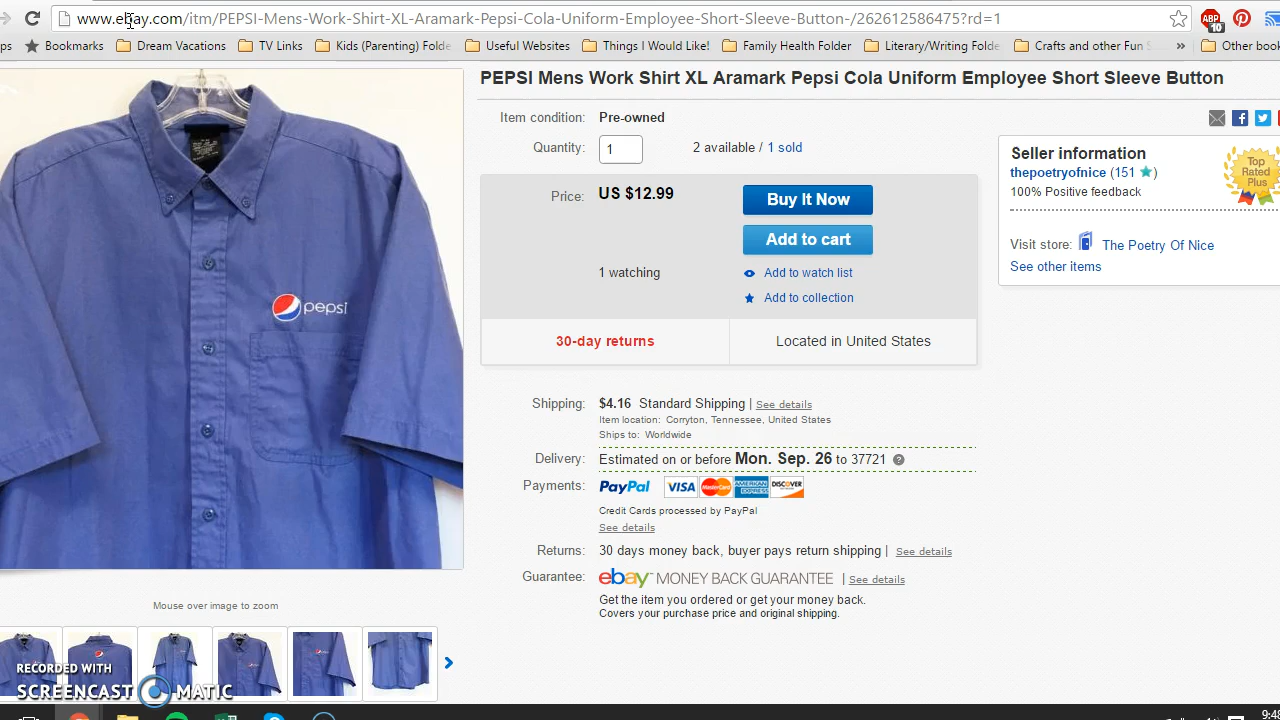 www.ebay.com/itm/PEPSI-Mens-Work-Shirt-XL-Aramark-Pepsi-Cola-Uniform-Employee-Short-Sleeve-Button-/262612586475?rd=1
ABP
10
ps
Bookmarks
Dream Vacations
TV Links
Kids (Parenting) Folde
Useful Websites
Things I Would Like!
Family Health Folder
Literary/Writing Folde
Crafts and other Fun S
»
Other book
PEPSI Mens Work Shirt XL Aramark Pepsi Cola Uniform Employee Short Sleeve Button
Item condition: Pre-owned
Quantity: 1 2 available / 1 sold
Price: US $12.99
Buy It Now
Add to cart
1 watching
Add to watch list
Add to collection
30-day returns
Located in United States
Seller information
thepoetryofnice (151 ★)
100% Positive feedback
Top
Rated
Plus
Visit store: The Poetry Of Nice
See other items
pepsi
Shipping: $4.16 Standard Shipping | See details
Item location: Corryton, Tennessee, United States
Ships to: Worldwide
Delivery: Estimated on or before Mon. Sep. 26 to 37721 ?
Payments: PayPal VISA MasterCard AMERICAN EXPRESS DISCOVER
Credit Cards processed by PayPal
See details
Returns: 30 days money back, buyer pays return shipping | See details
Guarantee: ebay MONEY BACK GUARANTEE | See details
Get the item you ordered or get your money back.
Covers your purchase price and original shipping.
Mouse over image to zoom
RECORDED WITH
SCREENCAST MATIC
9:48